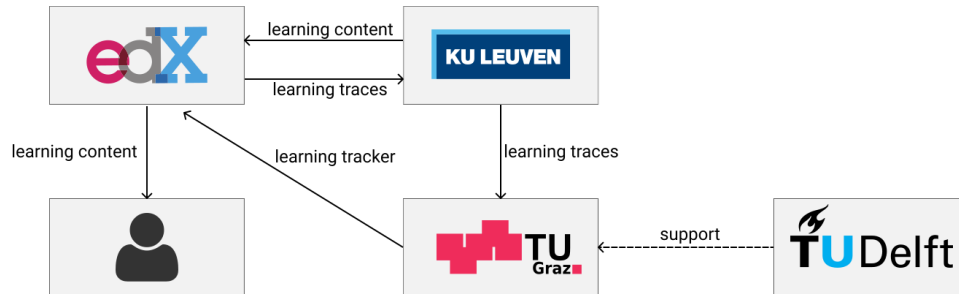 learning content
edX
KU LEUVEN
learning traces
learning content
learning tracker
learning traces
TU
Graz
support
TU Delft